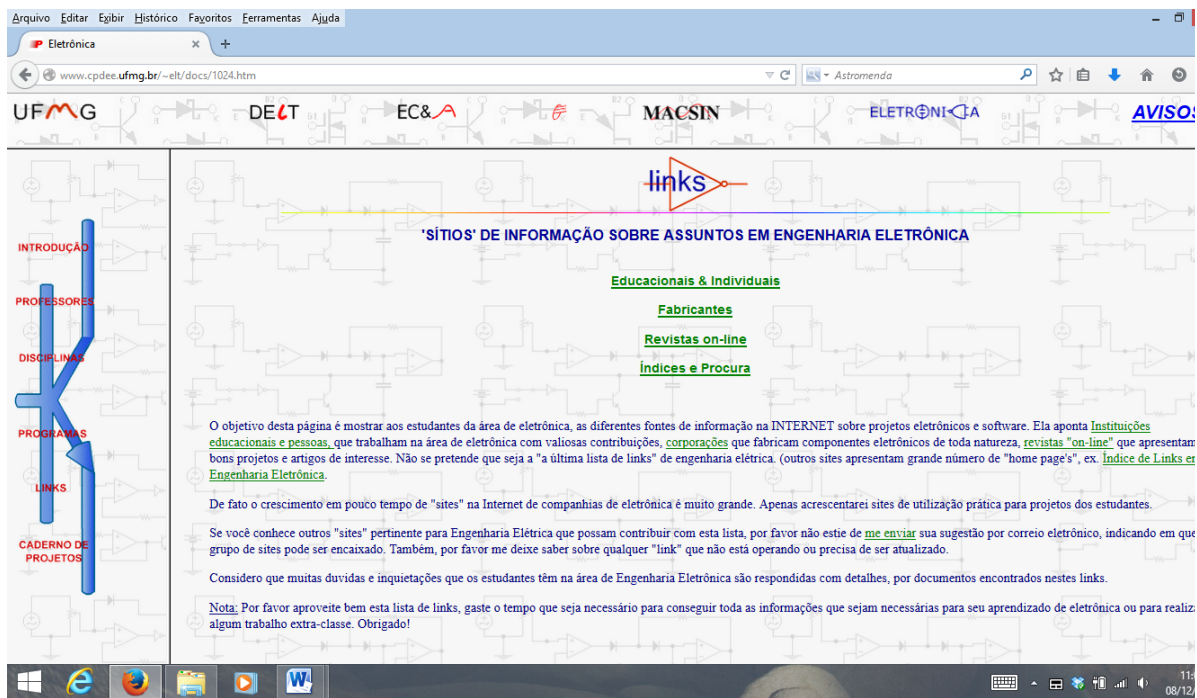 Arquivo Editar Exibir Histórico Favoritos Ferramentas Ajuda
Eletrônica
www.cpdee.ufmg.br/~elt/docs/1024.htm
Astromenda
UFMG DELT EC&A MACSIN ELETRÔNICA AVISOS
links
'SÍTIOS' DE INFORMAÇÃO SOBRE ASSUNTOS EM ENGENHARIA ELETRÔNICA
Educacionais & Individuais
Fabricantes
Revistas on-line
Índices e Procura
INTRODUÇÃO
PROFESSORES
DISCIPLINAS
PROGRAMAS
LINKS
CADERNO DE
PROJETOS
O objetivo desta página é mostrar aos estudantes da área de eletrônica, as diferentes fontes de informação na INTERNET sobre projetos eletrônicos e software. Ela aponta Instituições
educacionais e pessoas, que trabalham na área de eletrônica com valiosas contribuições, corporações que fabricam componentes eletrônicos de toda natureza, revistas "on-line" que apresentam
bons projetos e artigos de interesse. Não se pretende que seja a "a última lista de links" de engenharia elétrica. (outros sites apresentam grande número de "home page's", ex. Índice de Links em
Engenharia Eletrônica.
De fato o crescimento em pouco tempo de "sites" na Internet de companhias de eletrônica é muito grande. Apenas acrescentarei sites de utilização prática para projetos dos estudantes.
Se você conhece outros "sites" pertinente para Engenharia Elétrica que possam contribuir com esta lista, por favor não estie de me enviar sua sugestão por correio eletrônico, indicando em que
grupo de sites pode ser encaixado. Também, por favor me deixe saber sobre qualquer "link" que não está operando ou precisa de ser atualizado.
Considero que muitas duvidas e inquietações que os estudantes têm na área de Engenharia Eletrônica são respondidas com detalhes, por documentos encontrados nestes links.
Nota: Por favor aproveite bem esta lista de links, gaste o tempo que seja necessário para conseguir toda as informações que sejam necessárias para seu aprendizado de eletrônica ou para realiza
algum trabalho extra-classe. Obrigado!
11:
08/12/